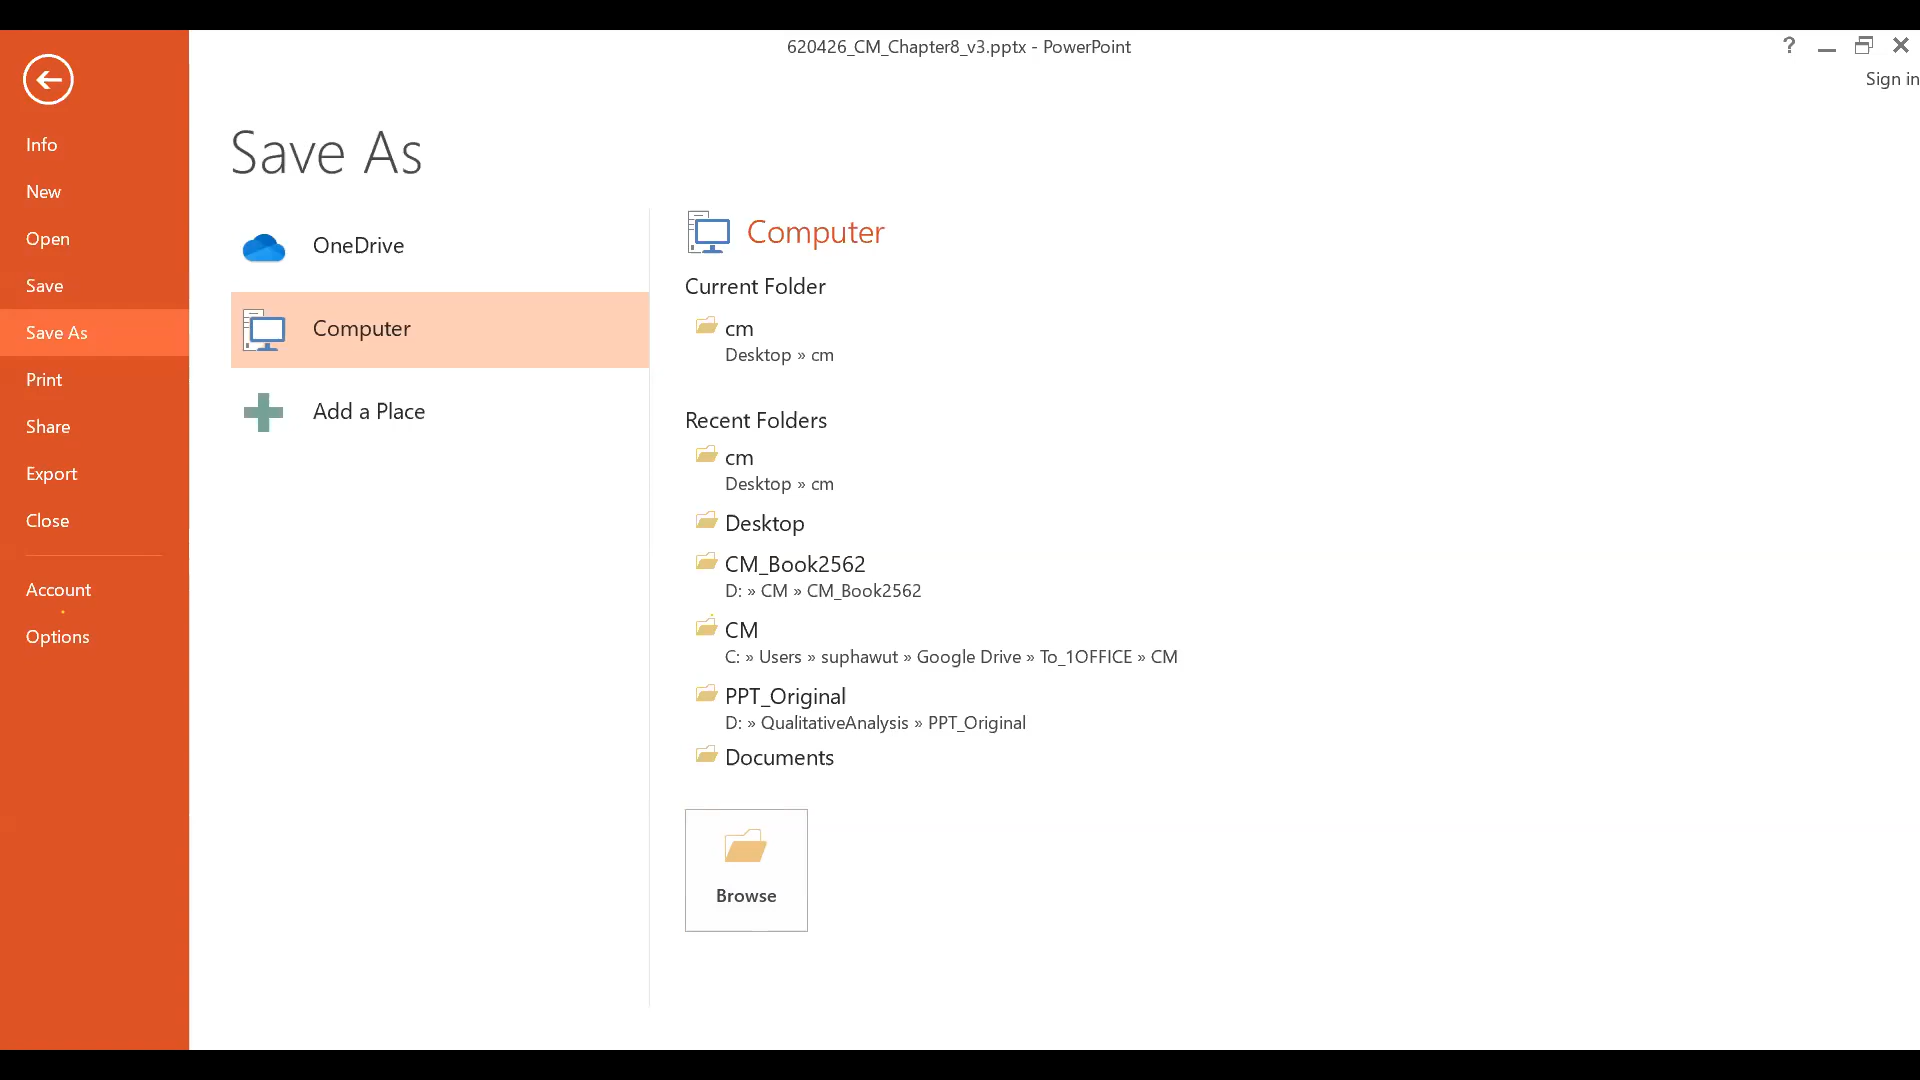 620426_CM_Chapter8_v3.pptx - PowerPoint
?
Sign in
Info
New
Open
Save
Save As
Print
Share
Export
Close
Account
Options
Save As
OneDrive
Computer
Add a Place
Computer
Current Folder
cm
Desktop » cm
Recent Folders
cm
Desktop » cm
Desktop
CM_Book2562
D: » CM » CM_Book2562
CM
C: » Users » suphawut » Google Drive » To_1OFFICE » CM
PPT_Original
D: » QualitativeAnalysis » PPT_Original
Documents
Browse